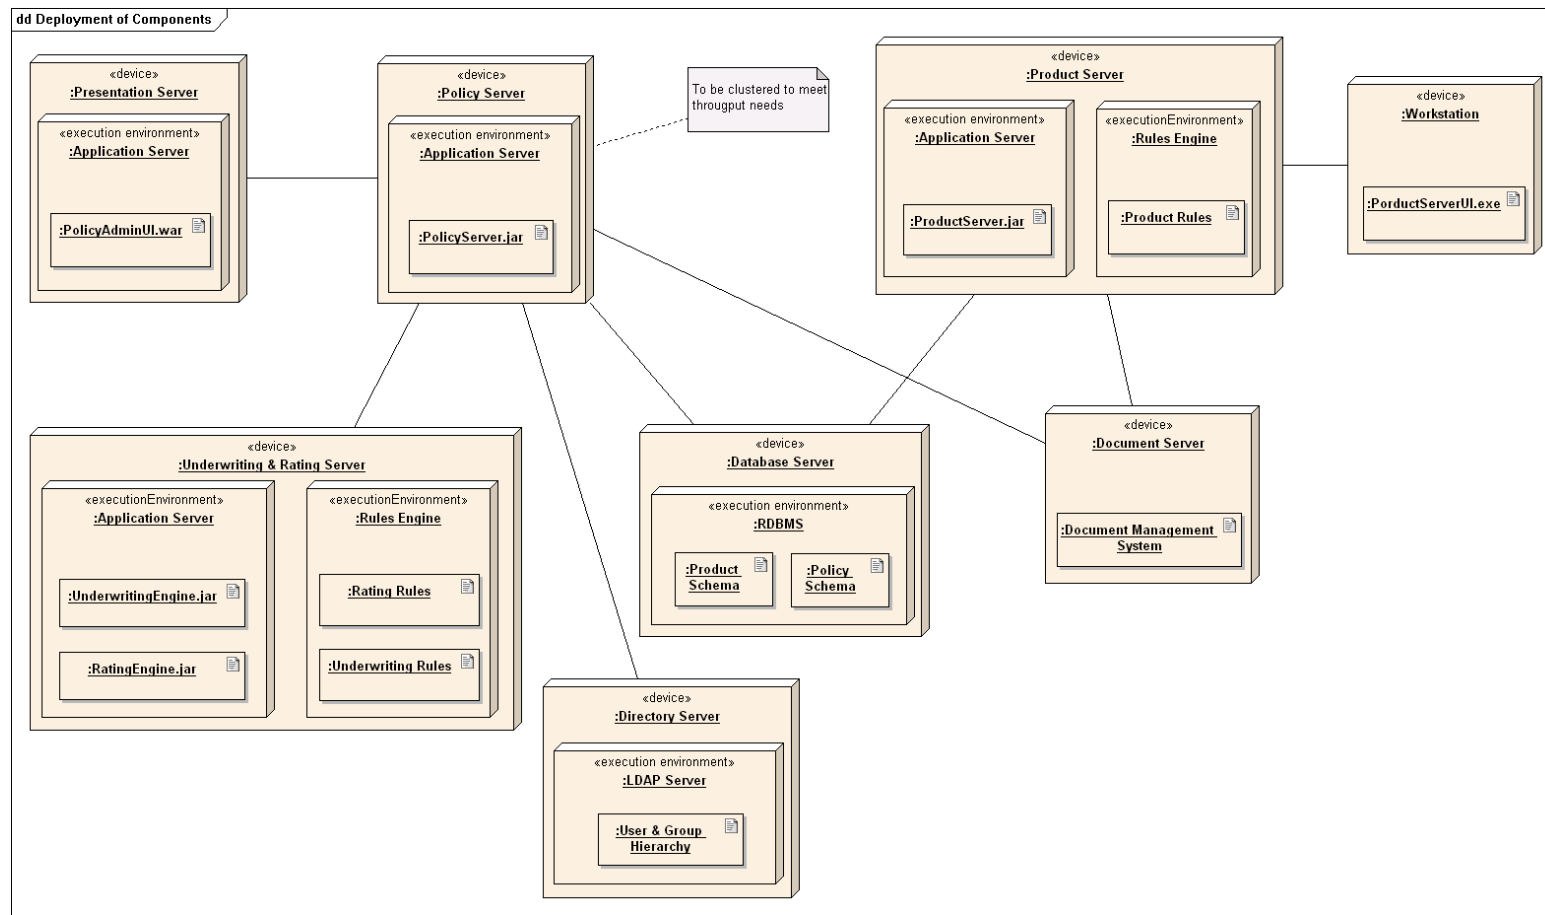 dd Deployment of Components
«device»
:Presentation Server
«execution environment»
:Application Server
:PolicyAdminUI.war
«device»
:Policy Server
«execution environment»
:Application Server
:PolicyServer.jar
To be clustered to meet
througput needs
«device»
:Product Server
«execution environment»
:Application Server
:ProductServer.jar
«executionEnvironment»
:Rules Engine
:Product Rules
«device»
:Workstation
:PorductServerUI.exe
«device»
:Underwriting & Rating Server
«executionEnvironment»
:Application Server
:UnderwritingEngine.jar
:RatingEngine.jar
«executionEnvironment»
:Rules Engine
:Rating Rules
:Underwriting Rules
«device»
:Database Server
«execution environment»
:RDBMS
:Product
Schema
:Policy
Schema
«device»
:Document Server
:Document Management
System
«device»
:Directory Server
«execution environment»
:LDAP Server
:User & Group
Hierarchy